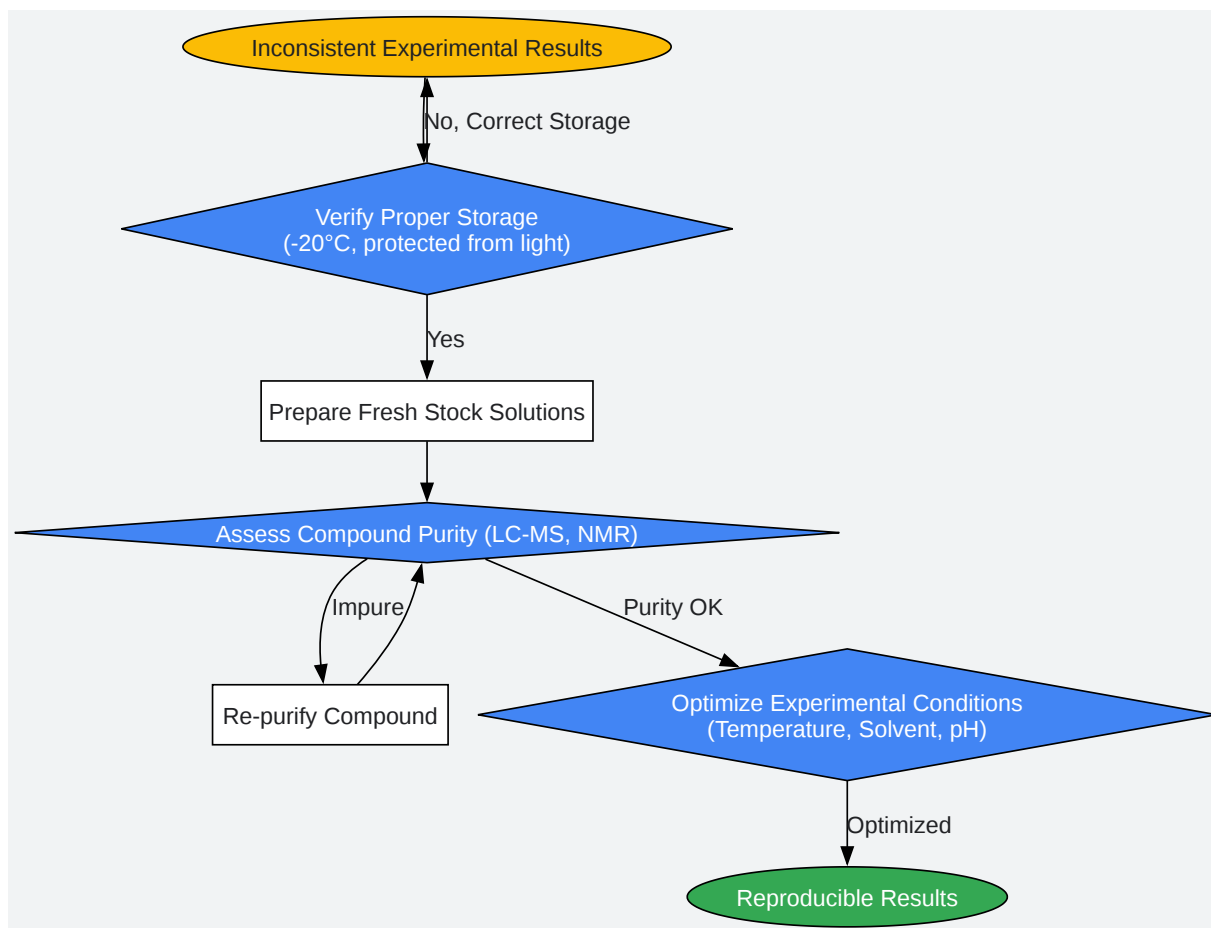 Inconsistent Experimental Results
No, Correct Storage
Verify Proper Storage
(-20°C, protected from light)
Yes
Prepare Fresh Stock Solutions
Assess Compound Purity (LC-MS, NMR)
Impure
Purity OK
Re-purify Compound
Optimize Experimental Conditions
(Temperature, Solvent, pH)
Optimized
Reproducible Results